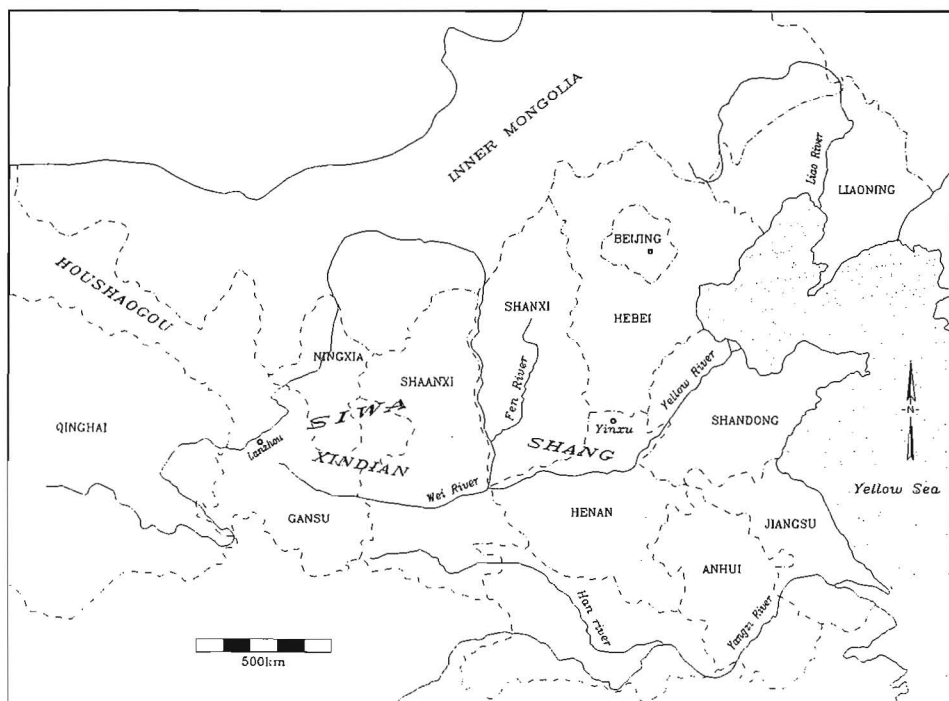 INNER MONGOLIA
Liao River
LIAONING
BEIJING
HOUSHAOGOU
SHANXI
HEBEI
NINGXIA
SHAANXI
Fen River
Yellow River
SIWA
QINGHAI
Lanzhou
Yinxu
SHANDONG
-N-
XINDIAN
SHANG
Wei River
Yellow Sea
GANSU
HENAN
JIANGSU
ANHUI
Han river
Yangzi River
500km